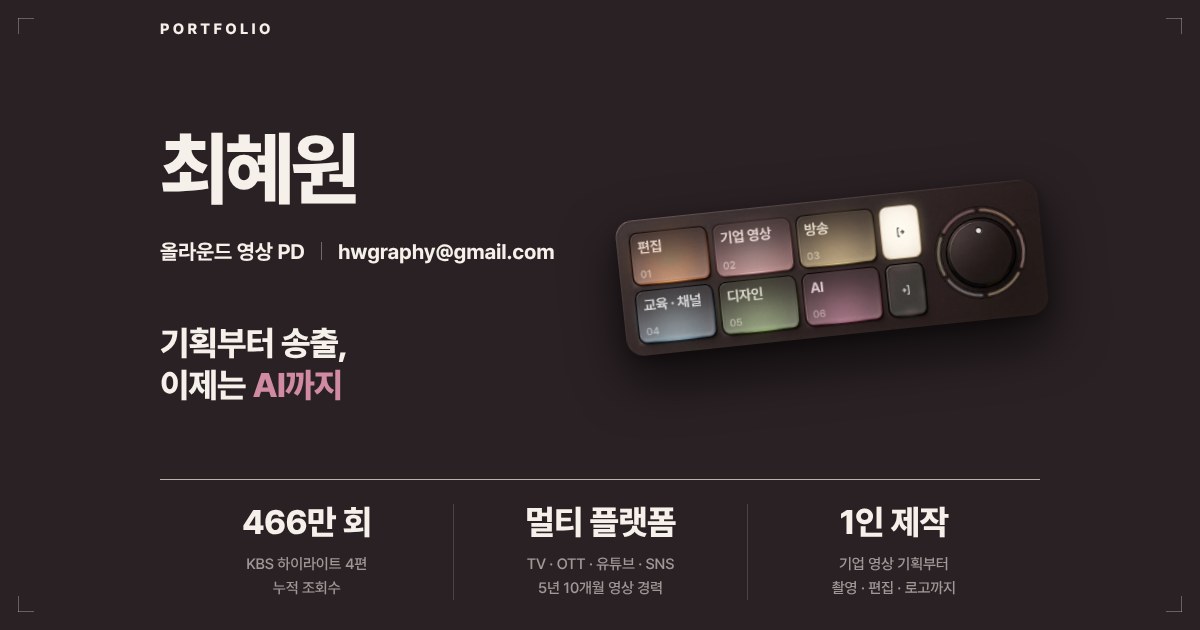 PORTFOLIO
최혜원
올라운드 영상 PD
hwgraphy@gmail.com
편집
01
기업 영상
02
방송
03
[•
교육 · 채널
04
디자인
05
AI
06
•]
기획부터 송출,
이제는 AI까지
466만 회
KBS 하이라이트 4편
누적 조회수
멀티 플랫폼
TV · OTT · 유튜브 · SNS
5년 10개월 영상 경력
1인 제작
기업 영상 기획부터
촬영 · 편집 · 로고까지